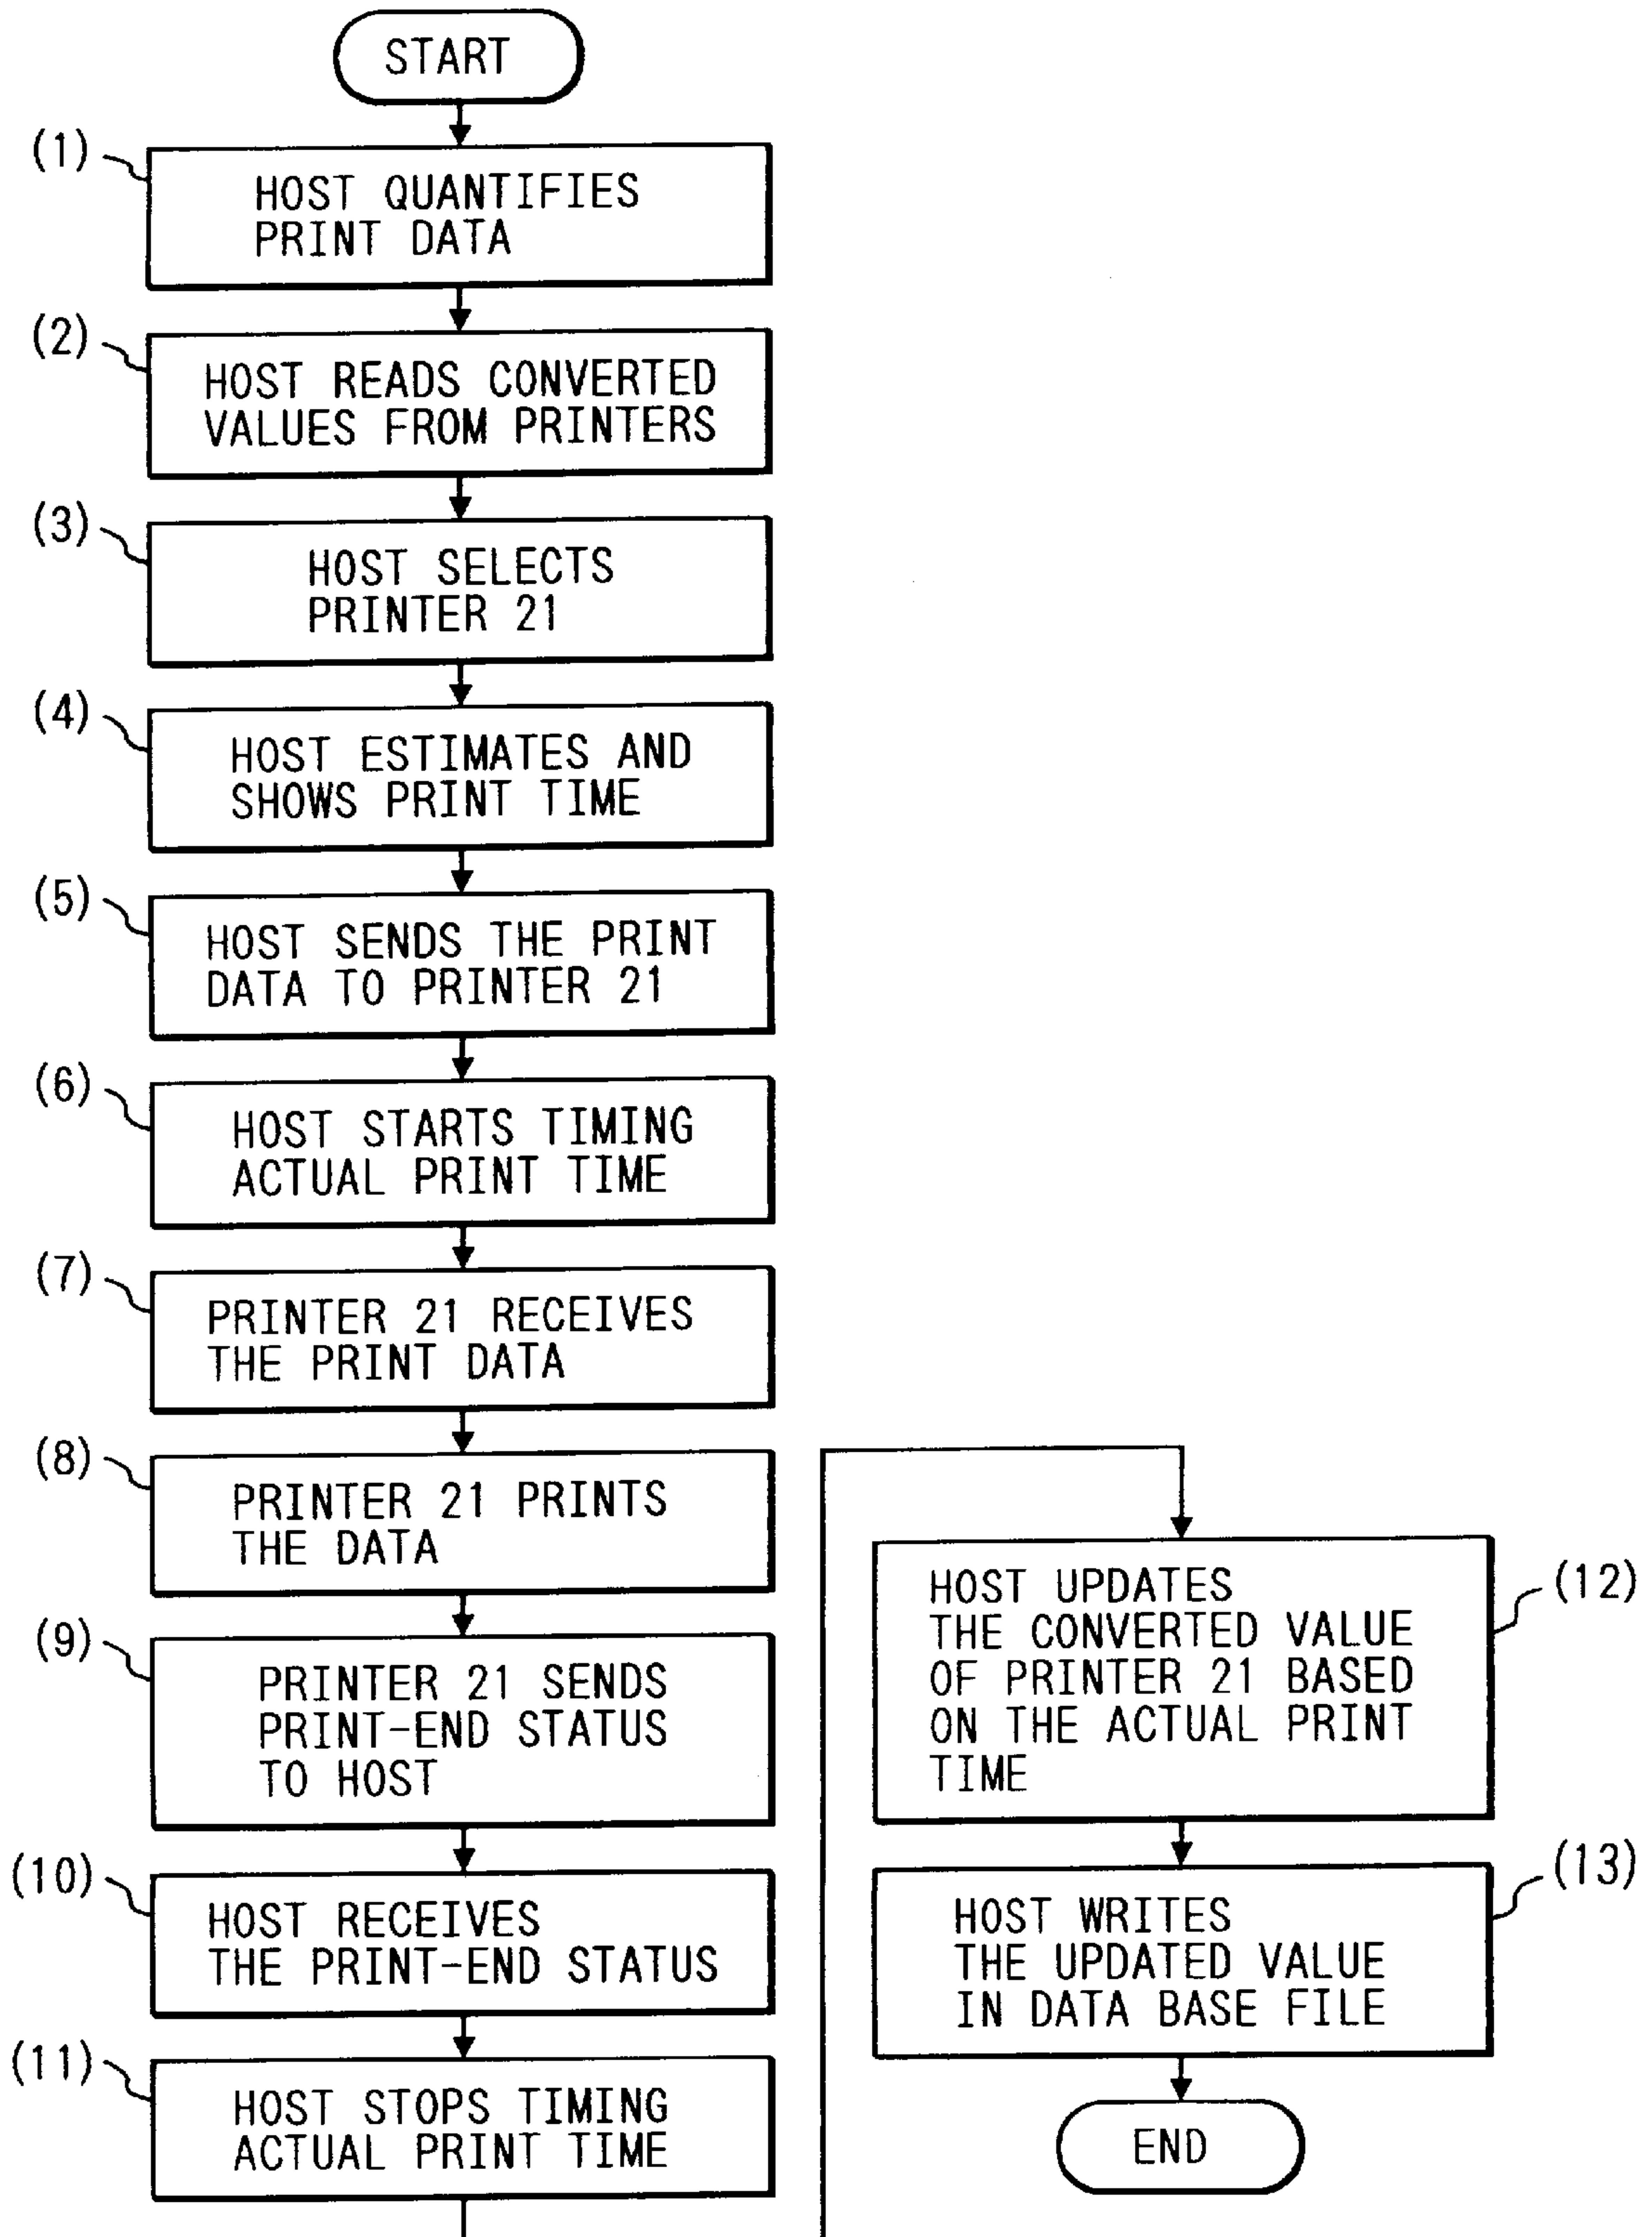 START
(1)
HOST QUANTIFIES
PRINT DATA
(2)
HOST READS CONVERTED
VALUES FROM PRINTERS
(3)
HOST SELECTS
PRINTER 21
(4)
HOST ESTIMATES AND
SHOWS PRINT TIME
(5)
HOST SENDS THE PRINT
DATA TO PRINTER 21
(6)
HOST STARTS TIMING
ACTUAL PRINT TIME
(7)
PRINTER 21 RECEIVES
THE PRINT DATA
(8)
PRINTER 21 PRINTS
THE DATA
(9)
PRINTER 21 SENDS
PRINT-END STATUS
TO HOST
(10)
HOST RECEIVES
THE PRINT-END STATUS
(11)
HOST STOPS TIMING
ACTUAL PRINT TIME
(12)
HOST UPDATES
THE CONVERTED VALUE
OF PRINTER 21 BASED
ON THE ACTUAL PRINT
TIME
(13)
HOST WRITES
THE UPDATED VALUE
IN DATA BASE FILE
END